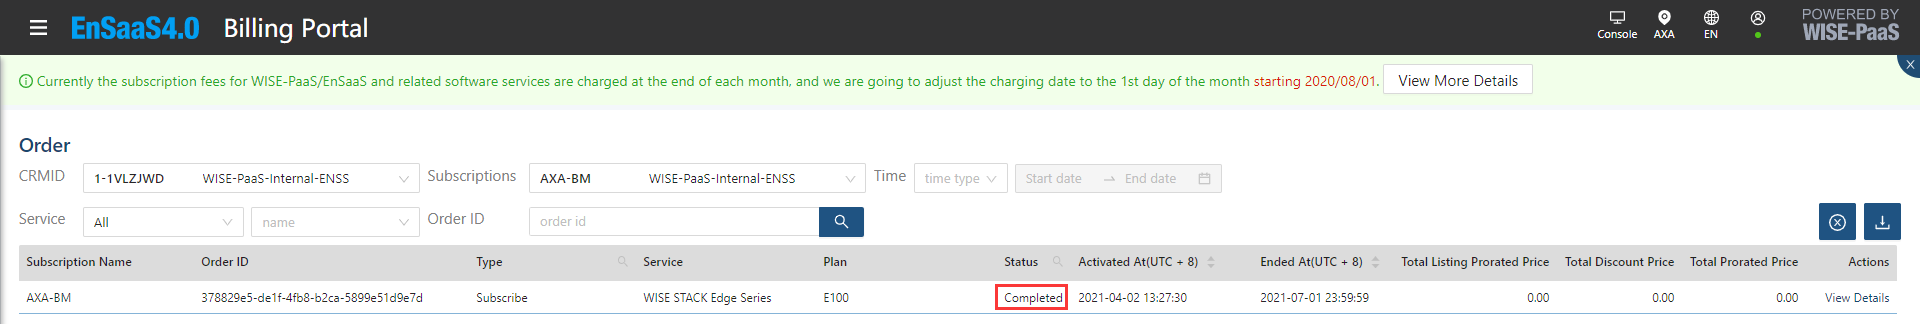 EnSaaS4.0 Billing Portal Console AXA EN POWERED BY WISE-PaaS
Currently the subscription fees for WISE-PaaS/EnSaaS and related software services are charged at the end of each month, and we are going to adjust the charging date to the 1st day of the month starting 2020/08/01. View More Details
Order
CRMID 1-1VLZJWD WISE-PaaS-Internal-ENSS Subscriptions AXA-BM WISE-PaaS-Internal-ENSS Time time type Start date End date
Service All name Order ID order id
Subscription Name Order ID Type Service Plan Status Activated At(UTC + 8) Ended At(UTC + 8) Total Listing Prorated Price Total Discount Price Total Prorated Price Actions
AXA-BM 378829e5-de1f-4fb8-b2ca-5899e51d9e7d Subscribe WISE STACK Edge Series E100 Completed 2021-04-02 13:27:30 2021-07-01 23:59:59 0.00 0.00 0.00 View Details